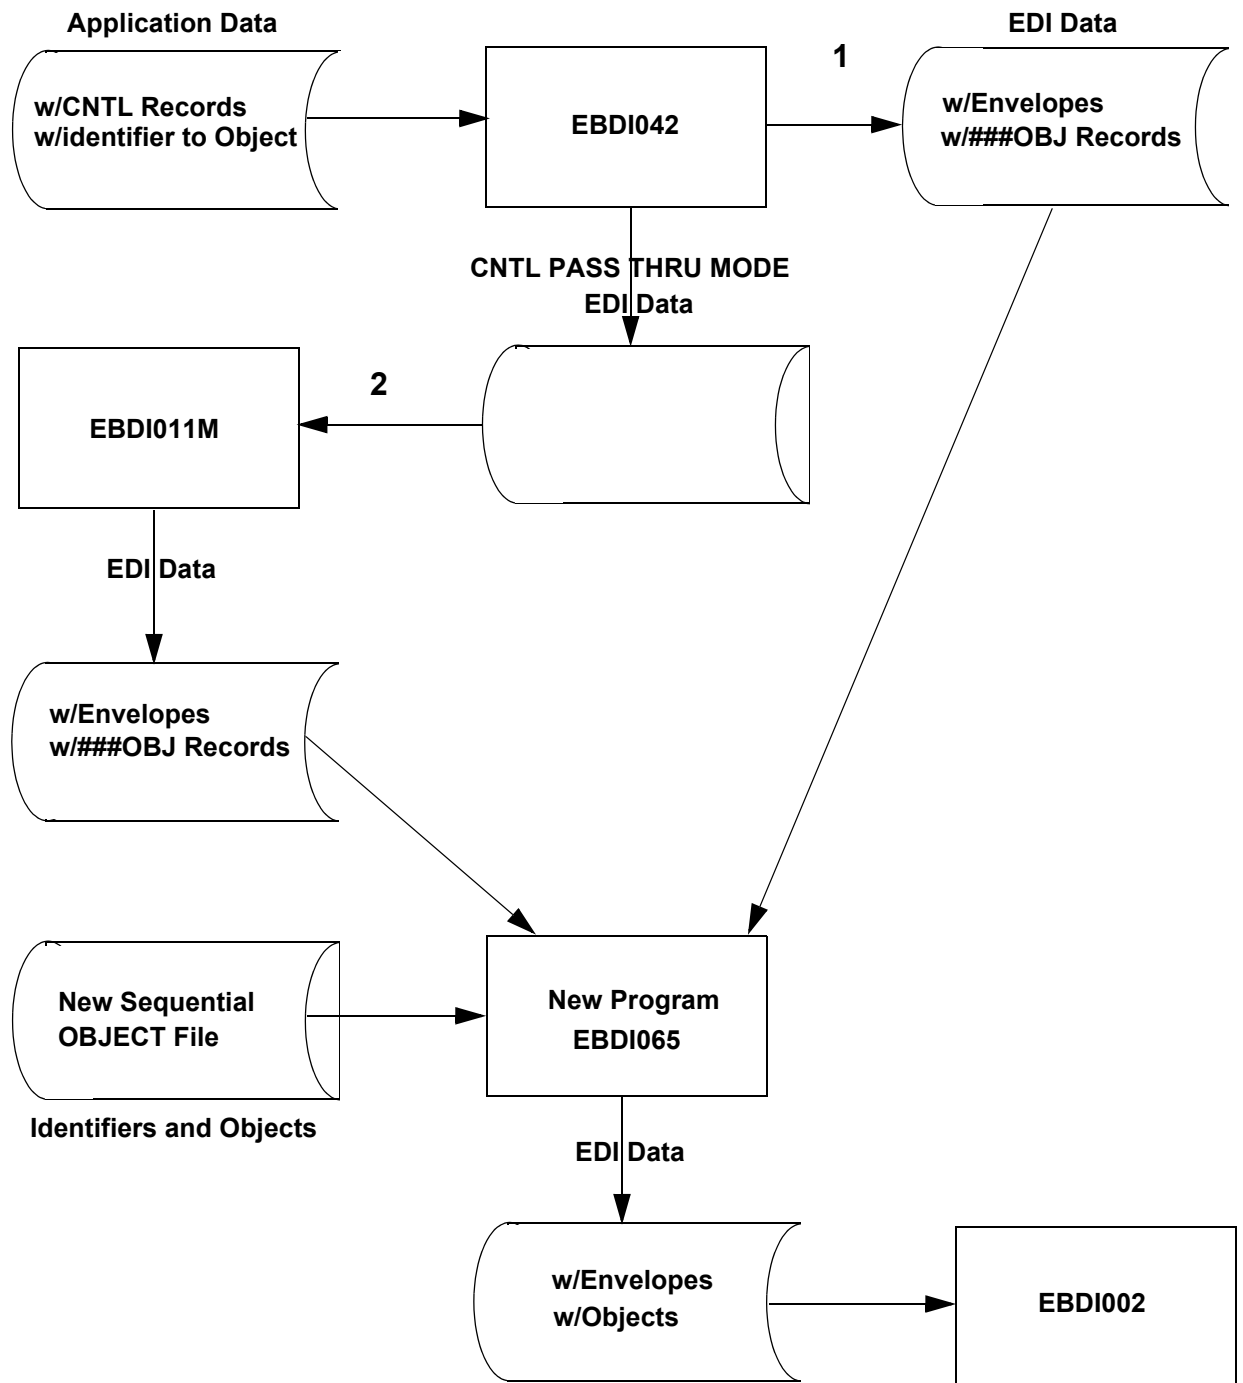 Application Data
EDI Data
1
w/CNTL Records
w/identifier to Object
EBDI042
w/Envelopes
w/###OBJ Records
CNTL PASS THRU MODE
EDI Data
2
EBDI011M
EDI Data
w/Envelopes
w/###OBJ Records
New Sequential
OBJECT File
New Program
EBDI065
Identifiers and Objects
EDI Data
w/Envelopes
w/Objects
EBDI002